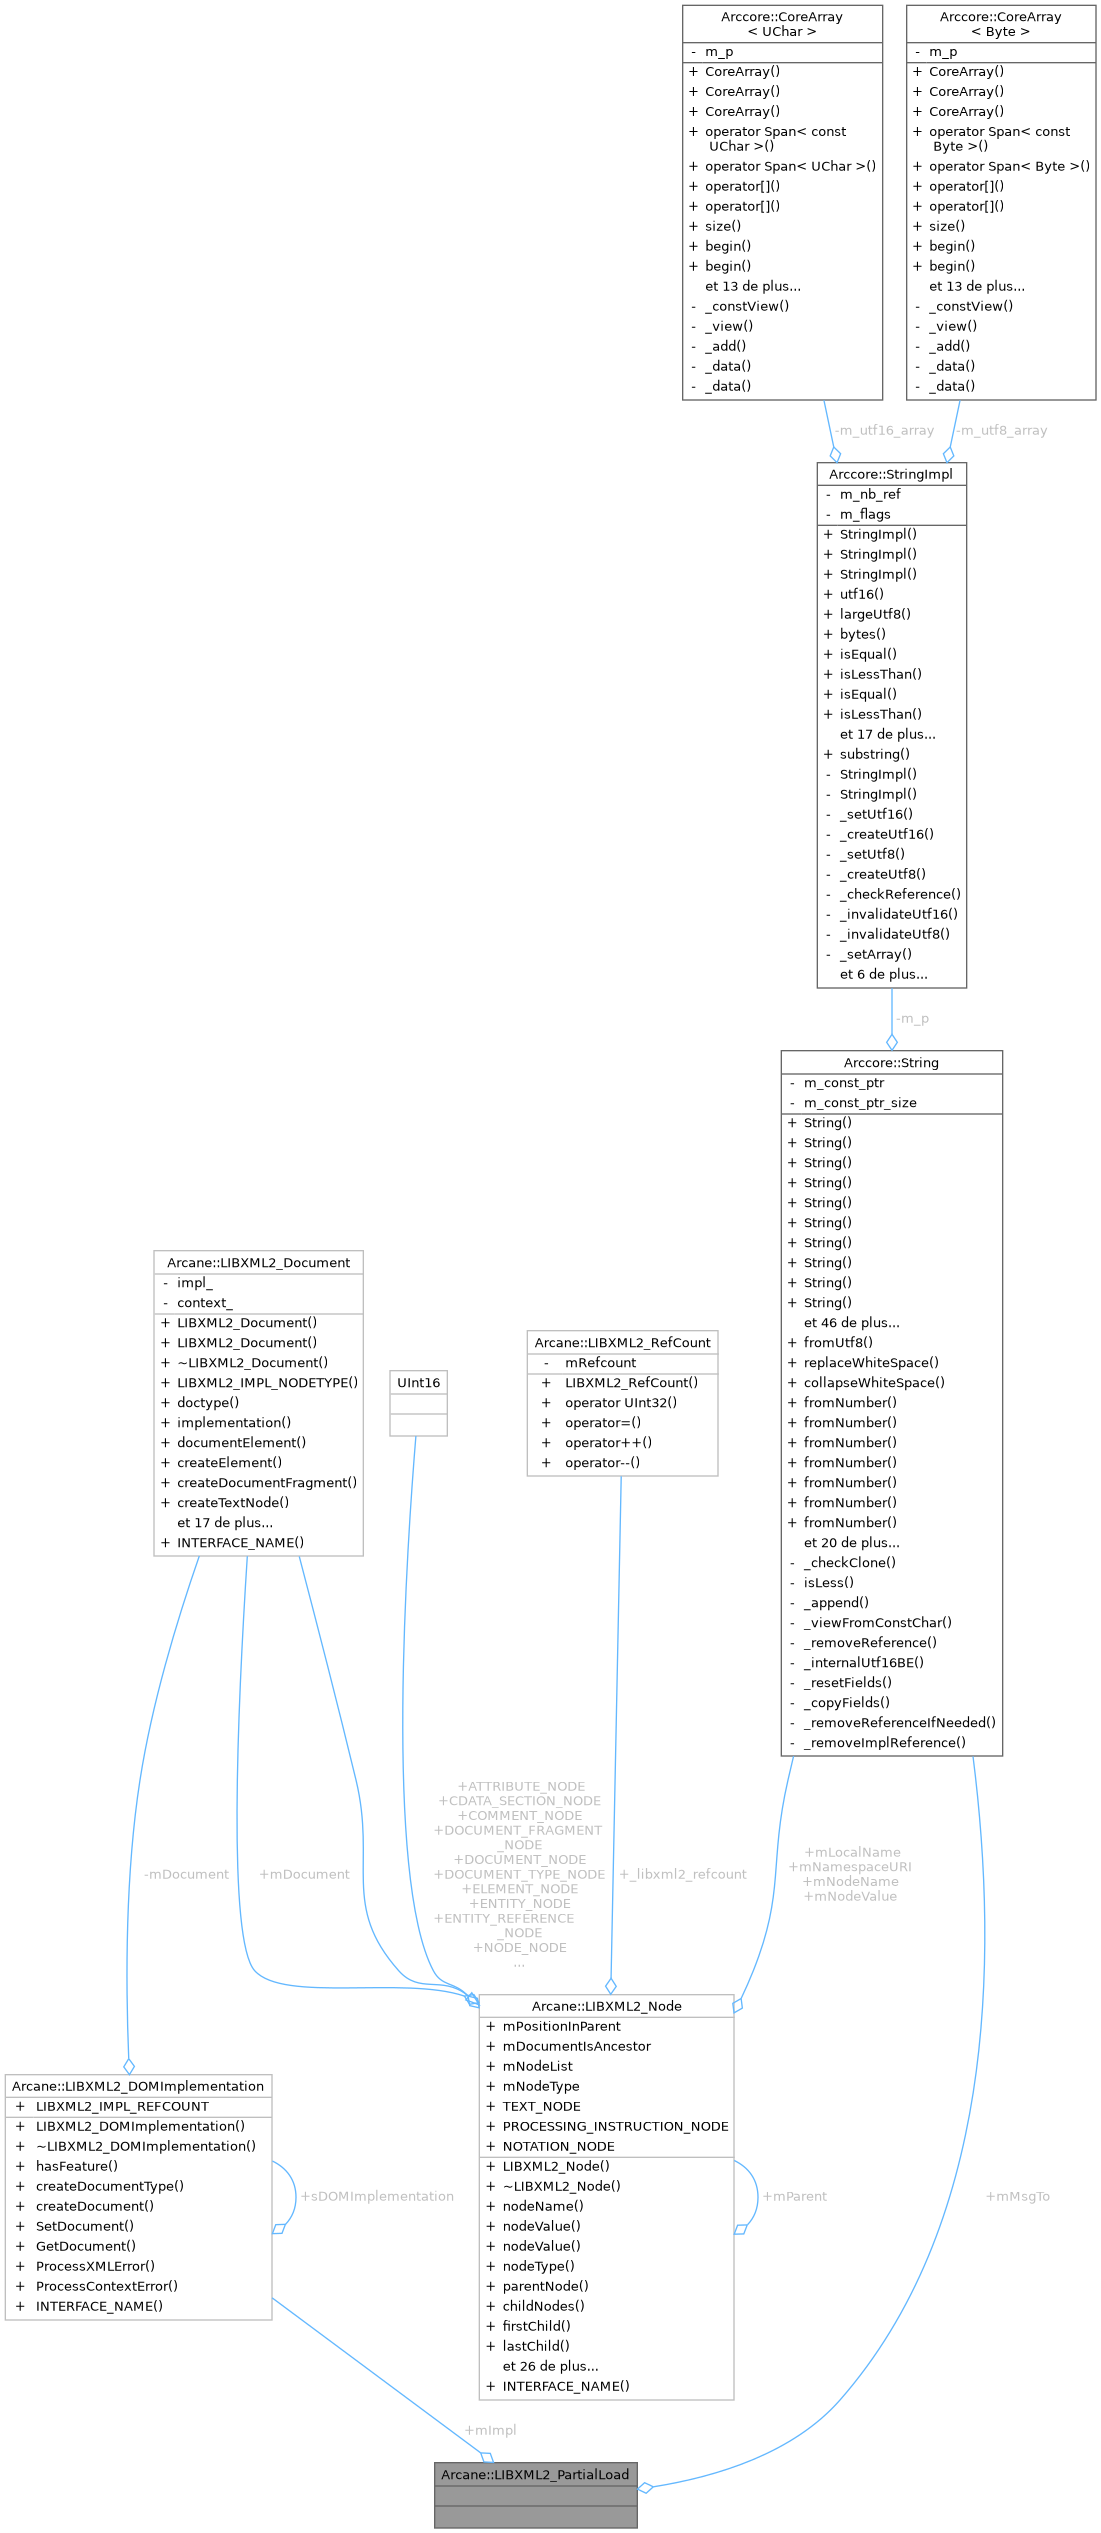 Arccore::CoreArray
< UChar >
- m_p
+ CoreArray()
+ CoreArray()
+ CoreArray()
+ operator Span< const
UChar >()
+ operator Span< UChar >()
+ operator[]()
+ operator[]()
+ size()
+ begin()
+ begin()
et 13 de plus...
- _constView()
- _view()
- _add()
- _data()
- _data()
Arccore::CoreArray
< Byte >
- m_p
+ CoreArray()
+ CoreArray()
+ CoreArray()
+ operator Span< const
Byte >()
+ operator Span< Byte >()
+ operator[]()
+ operator[]()
+ size()
+ begin()
+ begin()
et 13 de plus...
- _constView()
- _view()
- _add()
- _data()
- _data()
-m_utf16_array
-m_utf8_array
Arccore::StringImpl
- m_nb_ref
- m_flags
+ StringImpl()
+ StringImpl()
+ StringImpl()
+ utf16()
+ largeUtf8()
+ bytes()
+ isEqual()
+ isLessThan()
+ isEqual()
+ isLessThan()
et 17 de plus...
+ substring()
- StringImpl()
- StringImpl()
- _setUtf16()
- _createUtf16()
- _setUtf8()
- _createUtf8()
- _checkReference()
- _invalidateUtf16()
- _invalidateUtf8()
- _setArray()
et 6 de plus...
-m_p
Arccore::String
- m_const_ptr
- m_const_ptr_size
+ String()
+ String()
+ String()
+ String()
+ String()
+ String()
+ String()
+ String()
+ String()
+ String()
et 46 de plus...
+ fromUtf8()
+ replaceWhiteSpace()
+ collapseWhiteSpace()
+ fromNumber()
+ fromNumber()
+ fromNumber()
+ fromNumber()
+ fromNumber()
+ fromNumber()
+ fromNumber()
et 20 de plus...
- _checkClone()
- isLess()
- _append()
- _viewFromConstChar()
- _removeReference()
- _internalUtf16BE()
- _resetFields()
- _copyFields()
- _removeReferenceIfNeeded()
- _removeImplReference()
Arcane::LIBXML2_Document
- impl_
- context_
+ LIBXML2_Document()
+ LIBXML2_Document()
+ ~LIBXML2_Document()
+ LIBXML2_IMPL_NODETYPE()
+ doctype()
+ implementation()
+ documentElement()
+ createElement()
+ createDocumentFragment()
+ createTextNode()
et 17 de plus...
+ INTERFACE_NAME()
UInt16
Arcane::LIBXML2_RefCount
- mRefcount
+ LIBXML2_RefCount()
+ operator UInt32()
+ operator=()
+ operator++()
+ operator--()
-mDocument
+mDocument
+ATTRIBUTE_NODE
+CDATA_SECTION_NODE
+COMMENT_NODE
+DOCUMENT_FRAGMENT
_NODE
+DOCUMENT_NODE
+DOCUMENT_TYPE_NODE
+ELEMENT_NODE
+ENTITY_NODE
+ENTITY_REFERENCE
_NODE
+NODE_NODE
...
+_libxml2_refcount
+mLocalName
+mNamespaceURI
+mNodeName
+mNodeValue
Arcane::LIBXML2_Node
+ mPositionInParent
+ mDocumentIsAncestor
+ mNodeList
+ mNodeType
+ TEXT_NODE
+ PROCESSING_INSTRUCTION_NODE
+ NOTATION_NODE
+ LIBXML2_Node()
+ ~LIBXML2_Node()
+ nodeName()
+ nodeValue()
+ nodeValue()
+ nodeType()
+ parentNode()
+ childNodes()
+ firstChild()
+ lastChild()
et 26 de plus...
+ INTERFACE_NAME()
+mParent
Arcane::LIBXML2_DOMImplementation
+ LIBXML2_IMPL_REFCOUNT
+ LIBXML2_DOMImplementation()
+ ~LIBXML2_DOMImplementation()
+ hasFeature()
+ createDocumentType()
+ createDocument()
+ SetDocument()
+ GetDocument()
+ ProcessXMLError()
+ ProcessContextError()
+ INTERFACE_NAME()
+sDOMImplementation
+mMsgTo
+mImpl
Arcane::LIBXML2_PartialLoad